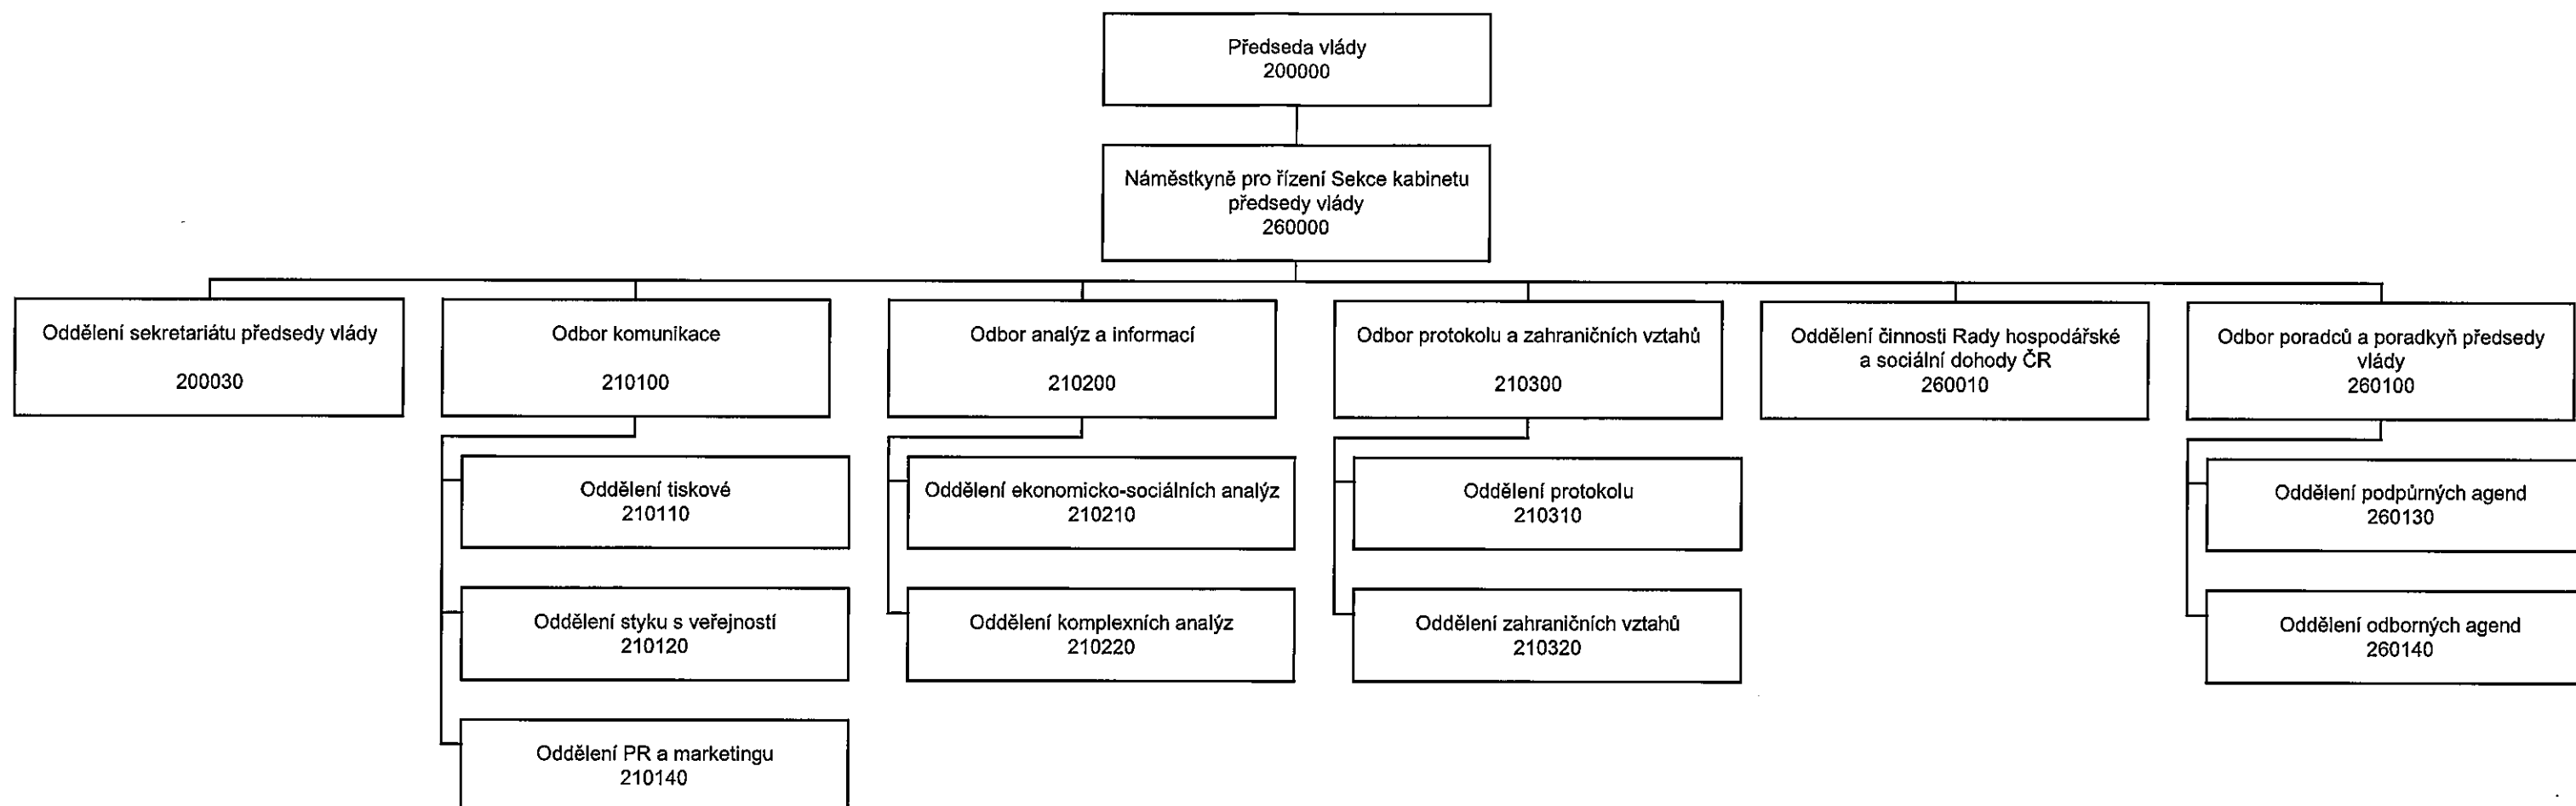 Předseda vlády
200000
Náměstkyně pro řízení Sekce kabinetu
předsedy vlády
260000
Oddělení sekretariátu předsedy vlády
200030
Odbor komunikace
210100
Odbor analýz a informací
210200
Odbor protokolu a zahraničních vztahů
210300
Oddělení činnosti Rady hospodářské
a sociální dohody ČR
260010
Odbor poradců a poradkyň předsedy
vlády
260100
Oddělení tiskové
210110
Oddělení styku s veřejností
210120
Oddělení PR a marketingu
210140
Oddělení ekonomicko-sociálních analýz
210210
Oddělení komplexních analýz
210220
Oddělení protokolu
210310
Oddělení zahraničních vztahů
210320
Oddělení podpůrných agend
260130
Oddělení odborných agend
260140